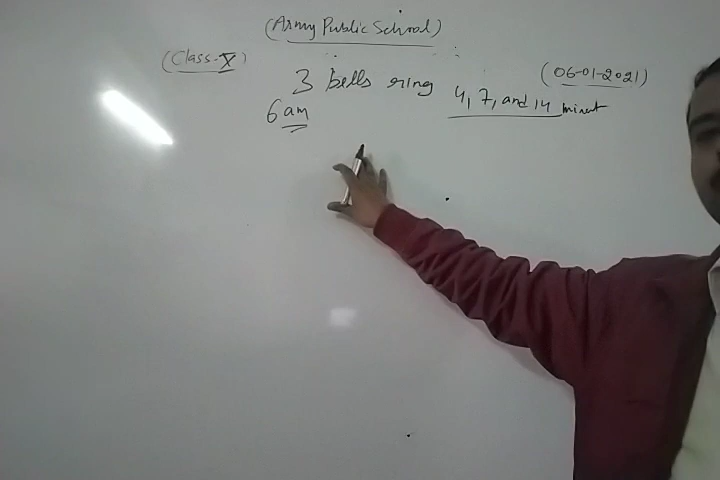 (Army Public School)
(Class-X)
(06-01-2021)
3 bells ring 4, 7, and 14 minut
6 am